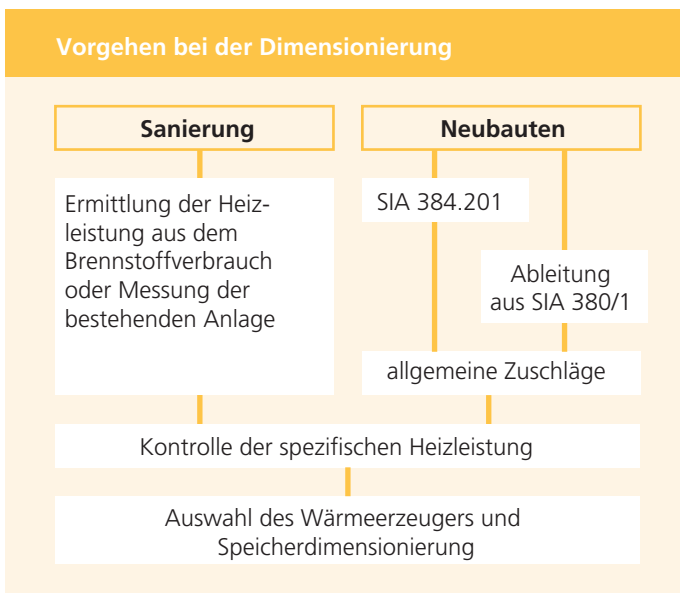 Vorgehen bei der Dimensionierung
Sanierung
Ermittlung der Heiz-
leistung aus dem
Brennstoffverbrauch
oder Messung der
bestehenden Anlage
Neubauten
SIA 384.201
Ableitung
aus SIA 380/1
allgemeine Zuschläge
Kontrolle der spezifischen Heizleistung
Auswahl des Wärmeerzeugers und
Speicherdimensionierung